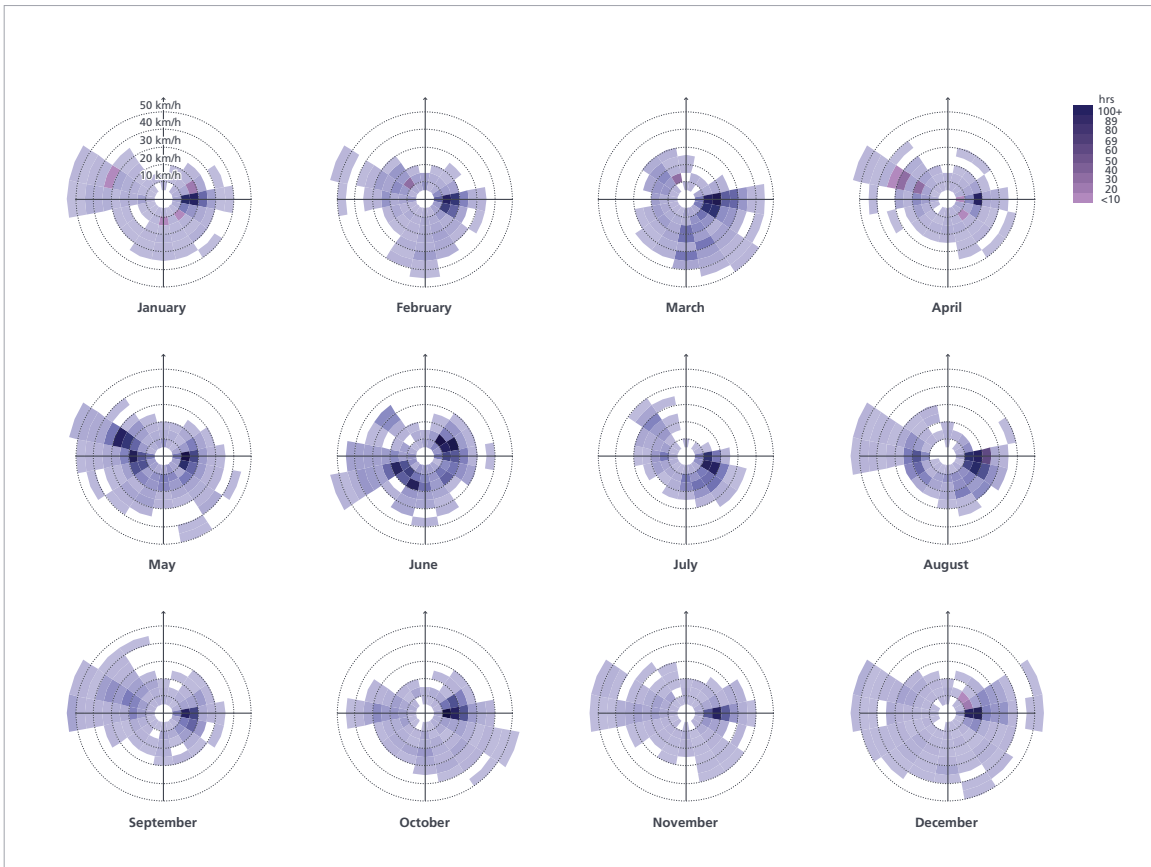 50 km/h
40 km/h
30 km/h
20 km/h
10 km/h
hrs
100+
89
80
69
60
50
40
30
20
<10
January
February
March
April
May
June
July
August
September
October
November
December